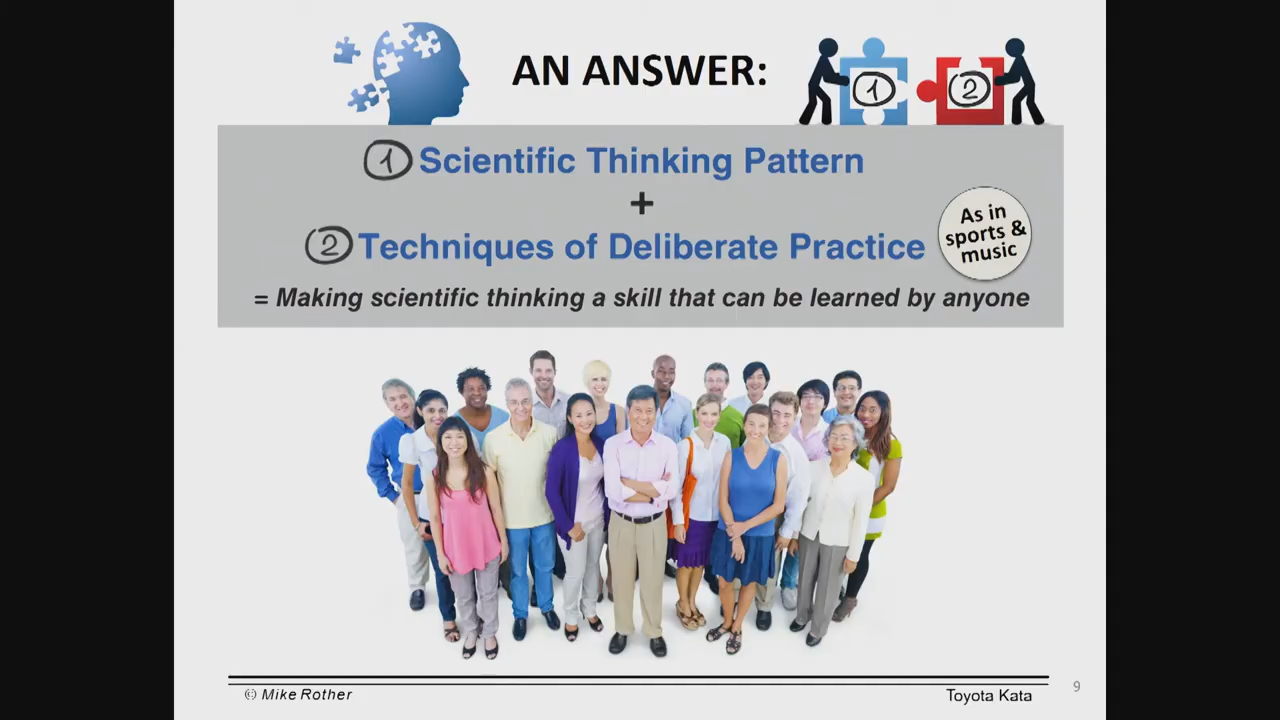 AN ANSWER:
1 2
1 Scientific Thinking Pattern
+
2 Techniques of Deliberate Practice
As in
sports &
music
= Making scientific thinking a skill that can be learned by anyone
© Mike Rother
Toyota Kata
9